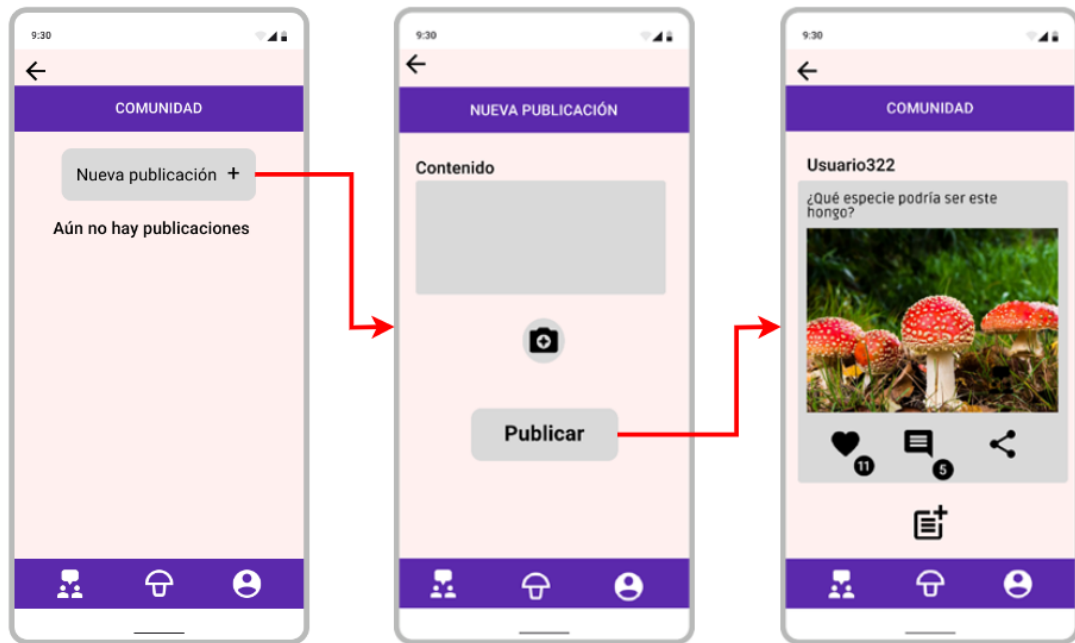 9:30
COMUNIDAD
Nueva publicación +
Aún no hay publicaciones
9:30
NUEVA PUBLICACIÓN
Contenido
Publicar
9:30
COMUNIDAD
Usuario322
¿Qué especie podría ser este
hongo?
11
5